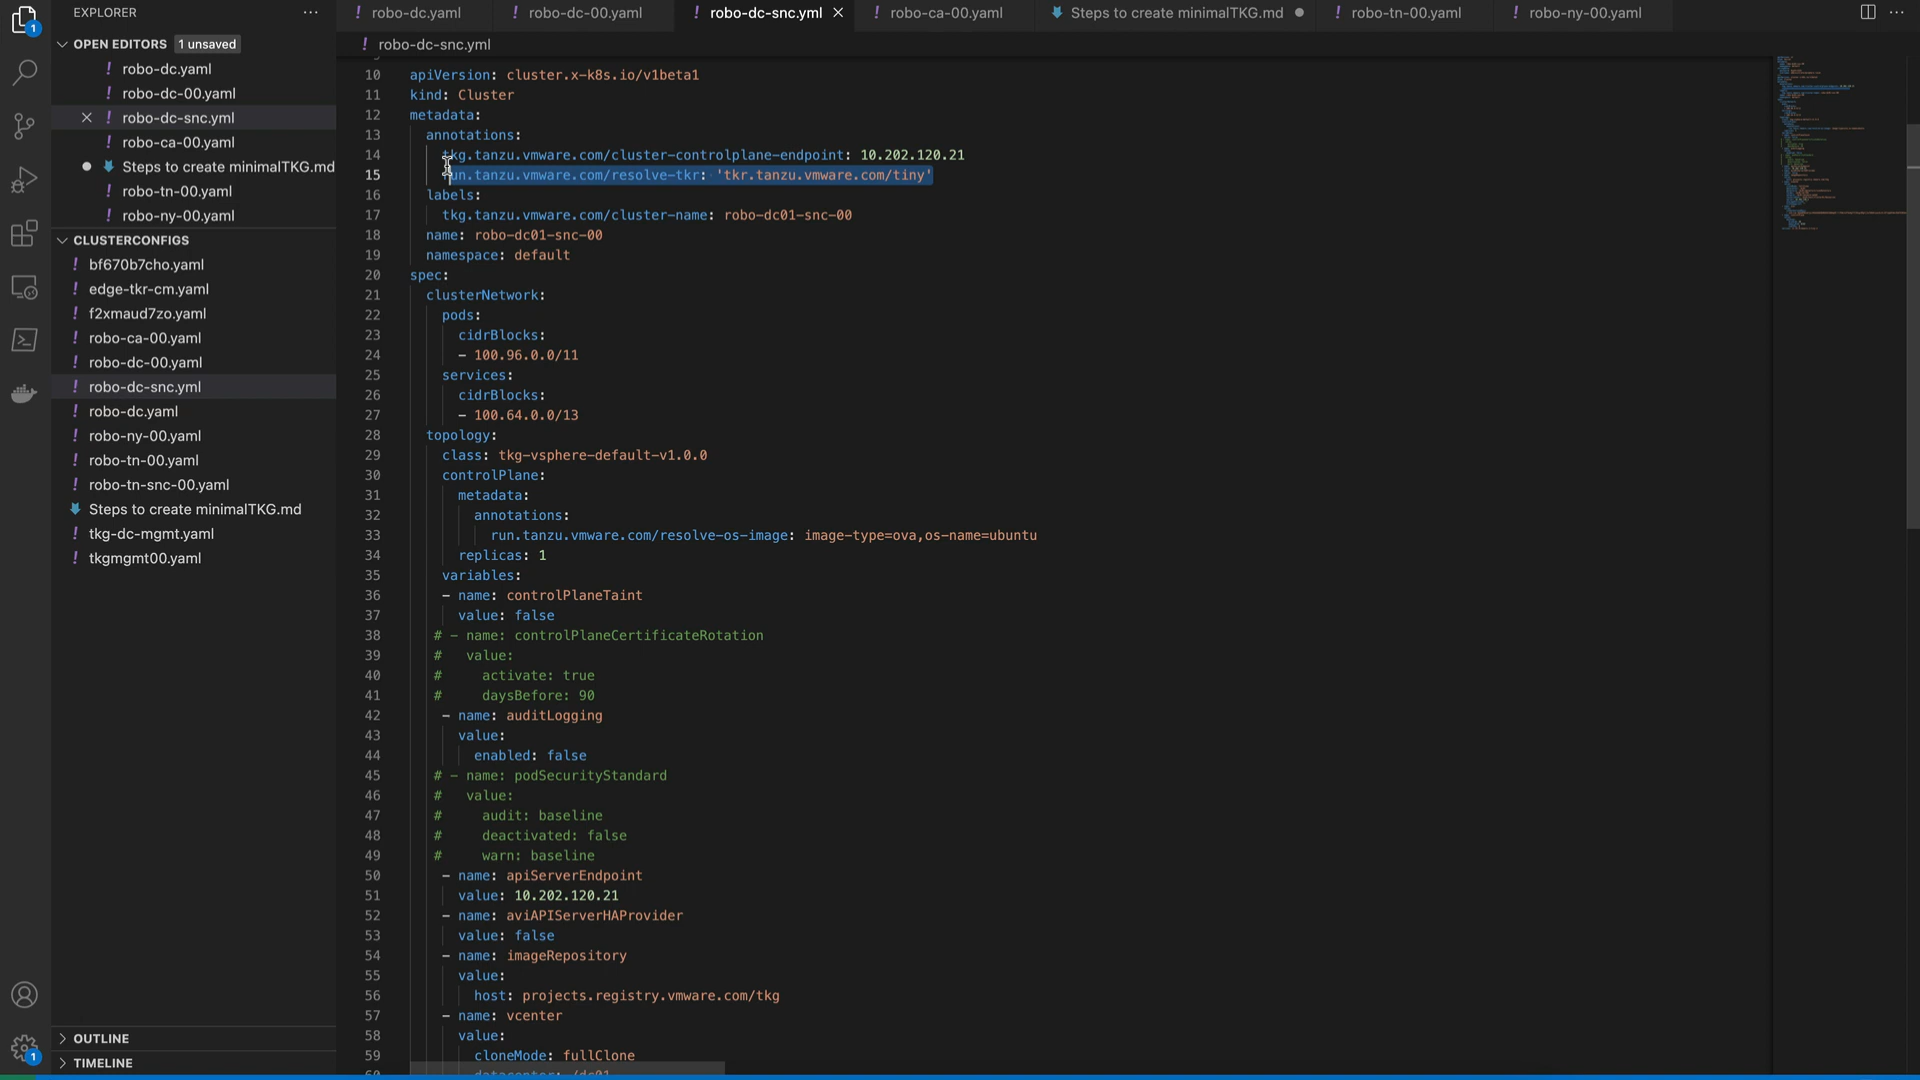 EXPLORER
OPEN EDITORS 1 unsaved
robo-dc.yaml
robo-dc-00.yaml
robo-dc-snc.yml
robo-ca-00.yaml
Steps to create minimalTKG.md
robo-tn-00.yaml
robo-ny-00.yaml
CLUSTERCONFIGS
bf670b7cho.yaml
edge-tkr-cm.yaml
f2xmaud7zo.yaml
robo-ca-00.yaml
robo-dc-00.yaml
robo-dc-snc.yml
robo-dc.yaml
robo-ny-00.yaml
robo-tn-00.yaml
robo-tn-snc-00.yaml
Steps to create minimalTKG.md
tkg-dc-mgmt.yaml
tkgmgmt00.yaml
OUTLINE
TIMELINE
1
1
robo-dc.yaml robo-dc-00.yaml robo-dc-snc.yml robo-ca-00.yaml Steps to create minimalTKG.md robo-tn-00.yaml robo-ny-00.yaml
robo-dc-snc.yml
10 apiVersion: cluster.x-k8s.io/v1beta1
11 kind: Cluster
12 metadata:
13 annotations:
14 tkg.tanzu.vmware.com/cluster-controlplane-endpoint: 10.202.120.21
15 run.tanzu.vmware.com/resolve-tkr: 'tkr.tanzu.vmware.com/tiny'
16 labels:
17 tkg.tanzu.vmware.com/cluster-name: robo-dc01-snc-00
18 name: robo-dc01-snc-00
19 namespace: default
20 spec:
21 clusterNetwork:
22 pods:
23 cidrBlocks:
24 - 100.96.0.0/11
25 services:
26 cidrBlocks:
27 - 100.64.0.0/13
28 topology:
29 class: tkg-vsphere-default-v1.0.0
30 controlPlane:
31 metadata:
32 annotations:
33 run.tanzu.vmware.com/resolve-os-image: image-type=ova,os-name=ubuntu
34 replicas: 1
35 variables:
36 - name: controlPlaneTaint
37 value: false
38 # - name: controlPlaneCertificateRotation
39 # value:
40 # activate: true
41 # daysBefore: 90
42 - name: auditLogging
43 value:
44 enabled: false
45 # - name: podSecurityStandard
46 # value:
47 # audit: baseline
48 # deactivated: false
49 # warn: baseline
50 - name: apiServerEndpoint
51 value: 10.202.120.21
52 - name: aviAPIServerHAProvider
53 value: false
54 - name: imageRepository
55 value:
56 host: projects.registry.vmware.com/tkg
57 - name: vcenter
58 value:
59 cloneMode: fullClone